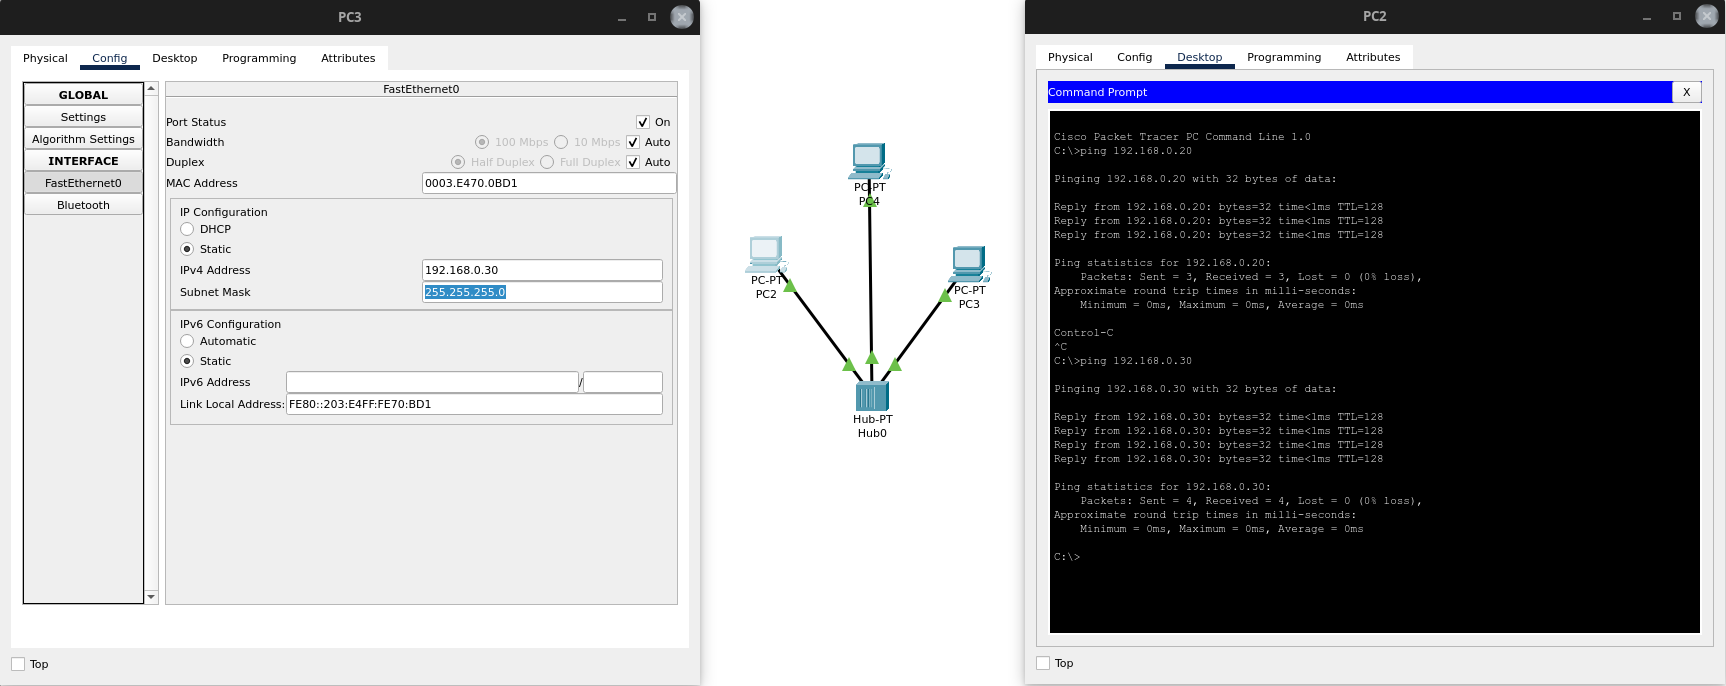 PC3
Physical Config Desktop Programming Attributes
GLOBAL
Settings
Algorithm Settings
INTERFACE
FastEthernet0
Bluetooth
FastEthernet0
Port Status On
Bandwidth 100 Mbps 10 Mbps Auto
Duplex Half Duplex Full Duplex Auto
MAC Address 0003.E470.0BD1
IP Configuration
DHCP
Static
IPv4 Address 192.168.0.30
Subnet Mask 255.255.255.0
IPv6 Configuration
Automatic
Static
IPv6 Address /
Link Local Address: FE80::203:E4FF:FE70:BD1
Top
PC-PT
PC4
PC-PT
PC2
PC-PT
PC3
Hub-PT
Hub0
PC2
Physical Config Desktop Programming Attributes
Command Prompt X
Cisco Packet Tracer PC Command Line 1.0
C:\>ping 192.168.0.20
Pinging 192.168.0.20 with 32 bytes of data:
Reply from 192.168.0.20: bytes=32 time<1ms TTL=128
Reply from 192.168.0.20: bytes=32 time<1ms TTL=128
Reply from 192.168.0.20: bytes=32 time<1ms TTL=128
Ping statistics for 192.168.0.20:
Packets: Sent = 3, Received = 3, Lost = 0 (0% loss),
Approximate round trip times in milli-seconds:
Minimum = 0ms, Maximum = 0ms, Average = 0ms
Control-C
^C
C:\>ping 192.168.0.30
Pinging 192.168.0.30 with 32 bytes of data:
Reply from 192.168.0.30: bytes=32 time<1ms TTL=128
Reply from 192.168.0.30: bytes=32 time<1ms TTL=128
Reply from 192.168.0.30: bytes=32 time<1ms TTL=128
Reply from 192.168.0.30: bytes=32 time<1ms TTL=128
Ping statistics for 192.168.0.30:
Packets: Sent = 4, Received = 4, Lost = 0 (0% loss),
Approximate round trip times in milli-seconds:
Minimum = 0ms, Maximum = 0ms, Average = 0ms
C:\>
Top